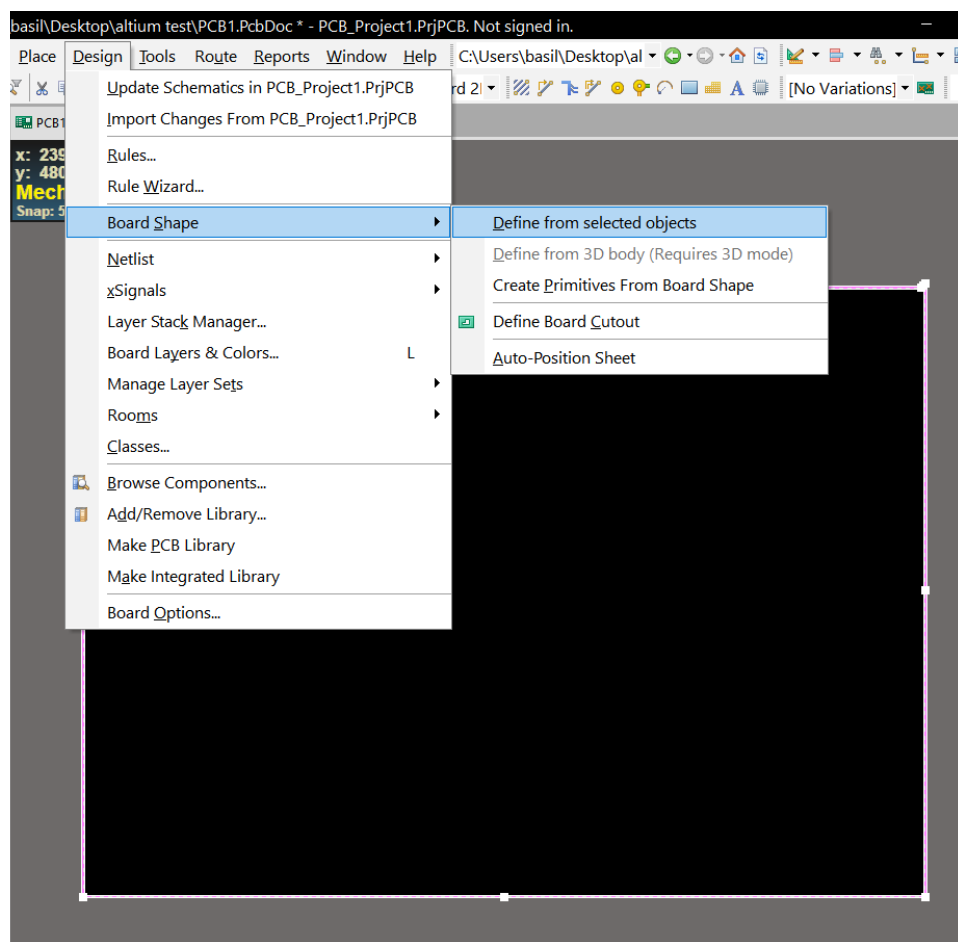 basil\Desktop\altium test\PCB1.PcbDoc * - PCB_Project1.PrjPCB. Not signed in.
Place Design Tools Route Reports Window Help C:\Users\basil\Desktop\al
rd 2 [No Variations]
PCB1
x: 239
y: 480
Mech
Snap: 5
Update Schematics in PCB_Project1.PrjPCB
Import Changes From PCB_Project1.PrjPCB
Rules...
Rule Wizard...
Board Shape
Netlist
xSignals
Layer Stack Manager...
Board Layers & Colors... L
Manage Layer Sets
Rooms
Classes...
Browse Components...
Add/Remove Library...
Make PCB Library
Make Integrated Library
Board Options...
Define from selected objects
Define from 3D body (Requires 3D mode)
Create Primitives From Board Shape
Define Board Cutout
Auto-Position Sheet